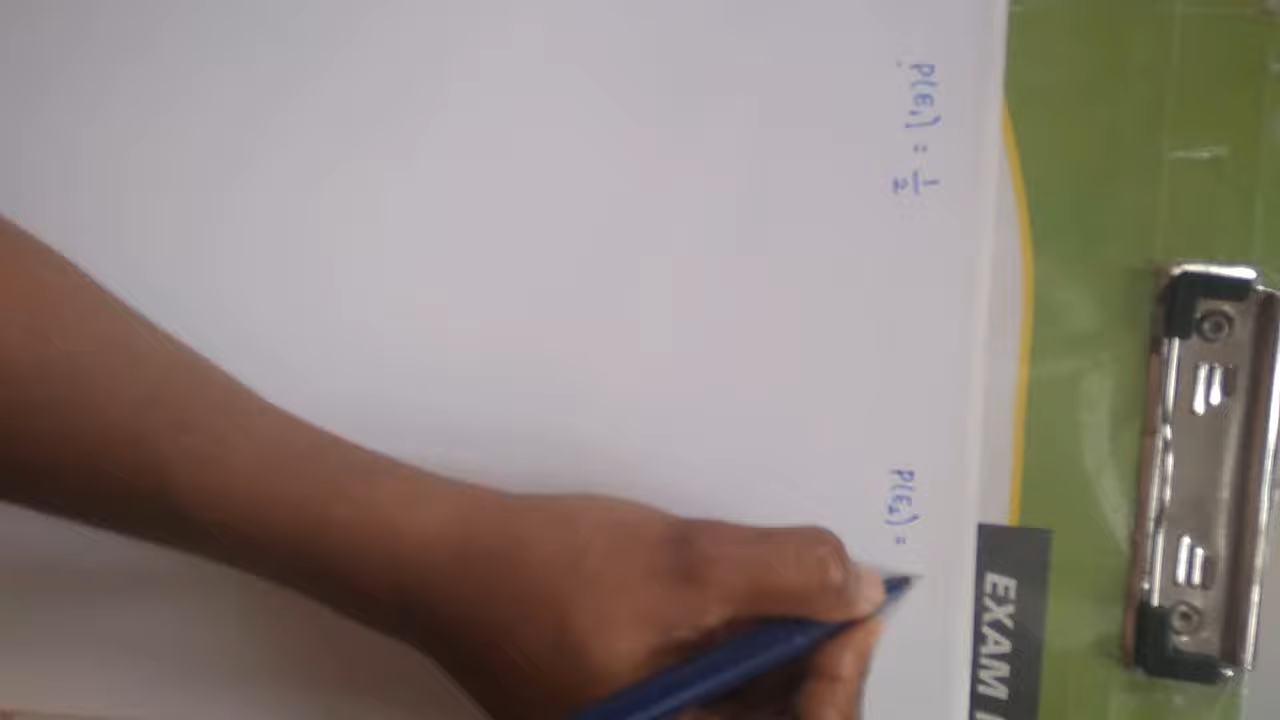 P(E₁) = 1/2
P(E₂) =
EXAM